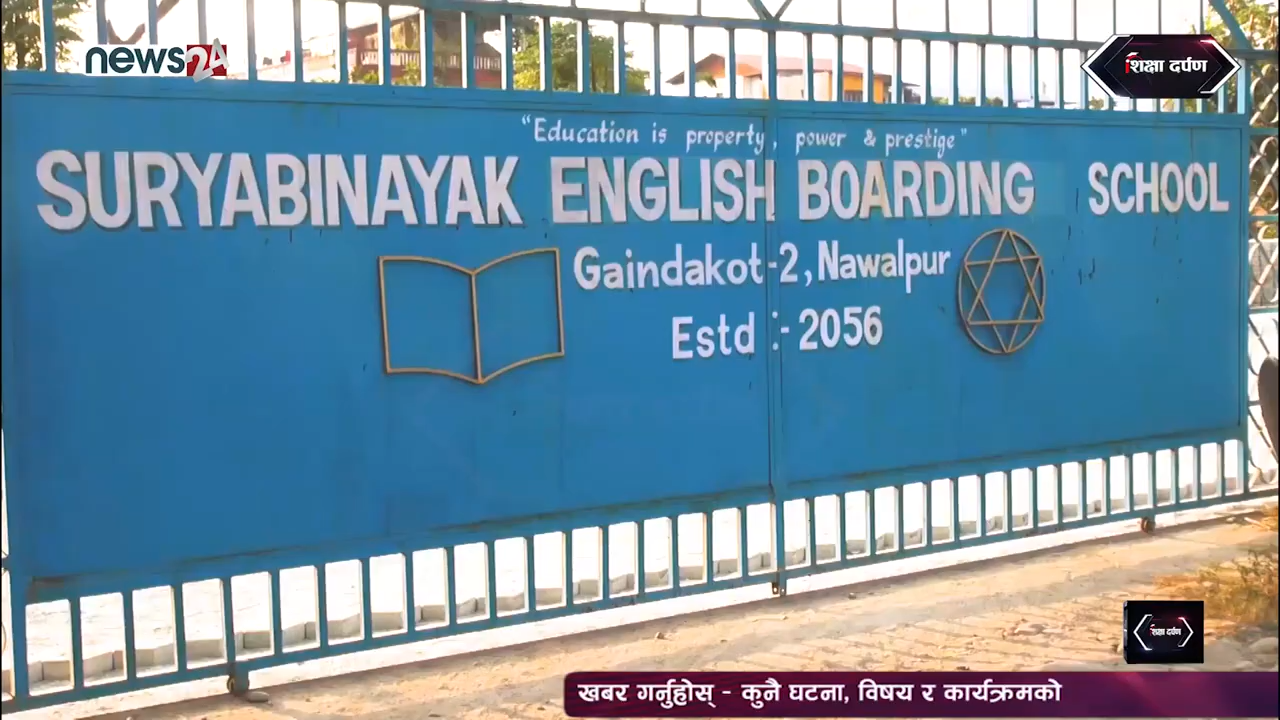 news24
शिक्षा दर्पण
"Education is property, power & prestige"
SURYABINAYAK ENGLISH BOARDING SCHOOL
Gaindakot-2, Nawalpur
Estd :- 2056
शिक्षा दर्पण
खबर गर्नुहोस् - कुनै घटना, विषय र कार्यक्रमको